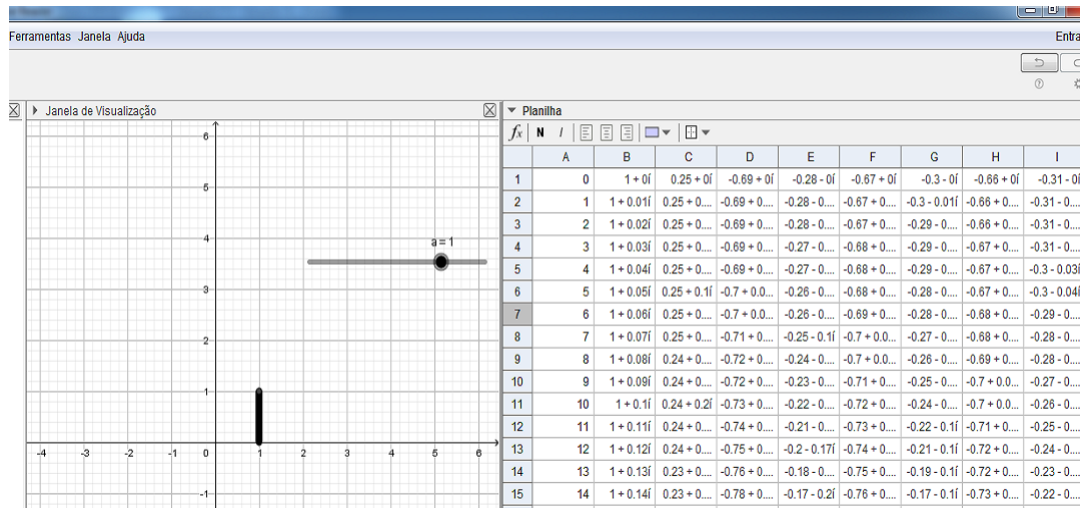 Ferramentas Janela Ajuda
Entra
Janela de Visualização
Planilha
fx N I
A B C D E F G H I
1 0 1 + 0í 0.25 + 0í -0.69 + 0í -0.28 - 0í -0.67 + 0í -0.3 - 0í -0.66 + 0í -0.31 - 0í
2 1 1 + 0.01í 0.25 + 0.... -0.69 + 0.... -0.28 - 0.... -0.67 + 0.... -0.3 - 0.01í -0.66 + 0.... -0.31 - 0....
3 2 1 + 0.02í 0.25 + 0.... -0.69 + 0.... -0.28 - 0.... -0.67 + 0.... -0.29 - 0.... -0.66 + 0.... -0.31 - 0....
4 3 1 + 0.03í 0.25 + 0.... -0.69 + 0.... -0.27 - 0.... -0.68 + 0.... -0.29 - 0.... -0.67 + 0.... -0.31 - 0....
5 4 1 + 0.04í 0.25 + 0.... -0.69 + 0.... -0.27 - 0.... -0.68 + 0.... -0.29 - 0.... -0.67 + 0.... -0.3 - 0.03í
6 5 1 + 0.05í 0.25 + 0.1í -0.7 + 0.0... -0.26 - 0.... -0.68 + 0.... -0.28 - 0.... -0.67 + 0.... -0.3 - 0.04í
7 6 1 + 0.06í 0.25 + 0.... -0.7 + 0.0... -0.26 - 0.... -0.69 + 0.... -0.28 - 0.... -0.68 + 0.... -0.29 - 0....
8 7 1 + 0.07í 0.25 + 0.... -0.71 + 0.... -0.25 - 0.1í -0.7 + 0.0... -0.27 - 0.... -0.68 + 0.... -0.28 - 0....
9 8 1 + 0.08í 0.24 + 0.... -0.72 + 0.... -0.24 - 0.... -0.7 + 0.0... -0.26 - 0.... -0.69 + 0.... -0.28 - 0....
10 9 1 + 0.09í 0.24 + 0.... -0.72 + 0.... -0.23 - 0.... -0.71 + 0.... -0.25 - 0.... -0.7 + 0.0... -0.27 - 0....
11 10 1 + 0.1í 0.24 + 0.2í -0.73 + 0.... -0.22 - 0.... -0.72 + 0.... -0.24 - 0.... -0.7 + 0.0... -0.26 - 0....
12 11 1 + 0.11í 0.24 + 0.... -0.74 + 0.... -0.21 - 0.... -0.73 + 0.... -0.22 - 0.1í -0.71 + 0.... -0.25 - 0....
13 12 1 + 0.12í 0.24 + 0.... -0.75 + 0.... -0.2 - 0.17í -0.74 + 0.... -0.21 - 0.1í -0.72 + 0.... -0.24 - 0....
14 13 1 + 0.13í 0.23 + 0.... -0.76 + 0.... -0.18 - 0.... -0.75 + 0.... -0.19 - 0.1í -0.72 + 0.... -0.23 - 0....
15 14 1 + 0.14í 0.23 + 0.... -0.78 + 0.... -0.17 - 0.2í -0.76 + 0.... -0.17 - 0.1í -0.73 + 0.... -0.22 - 0....
6
5
4
a = 1
3
2
1
-4 -3 -2 -1 0 1 2 3 4 5 6
-1